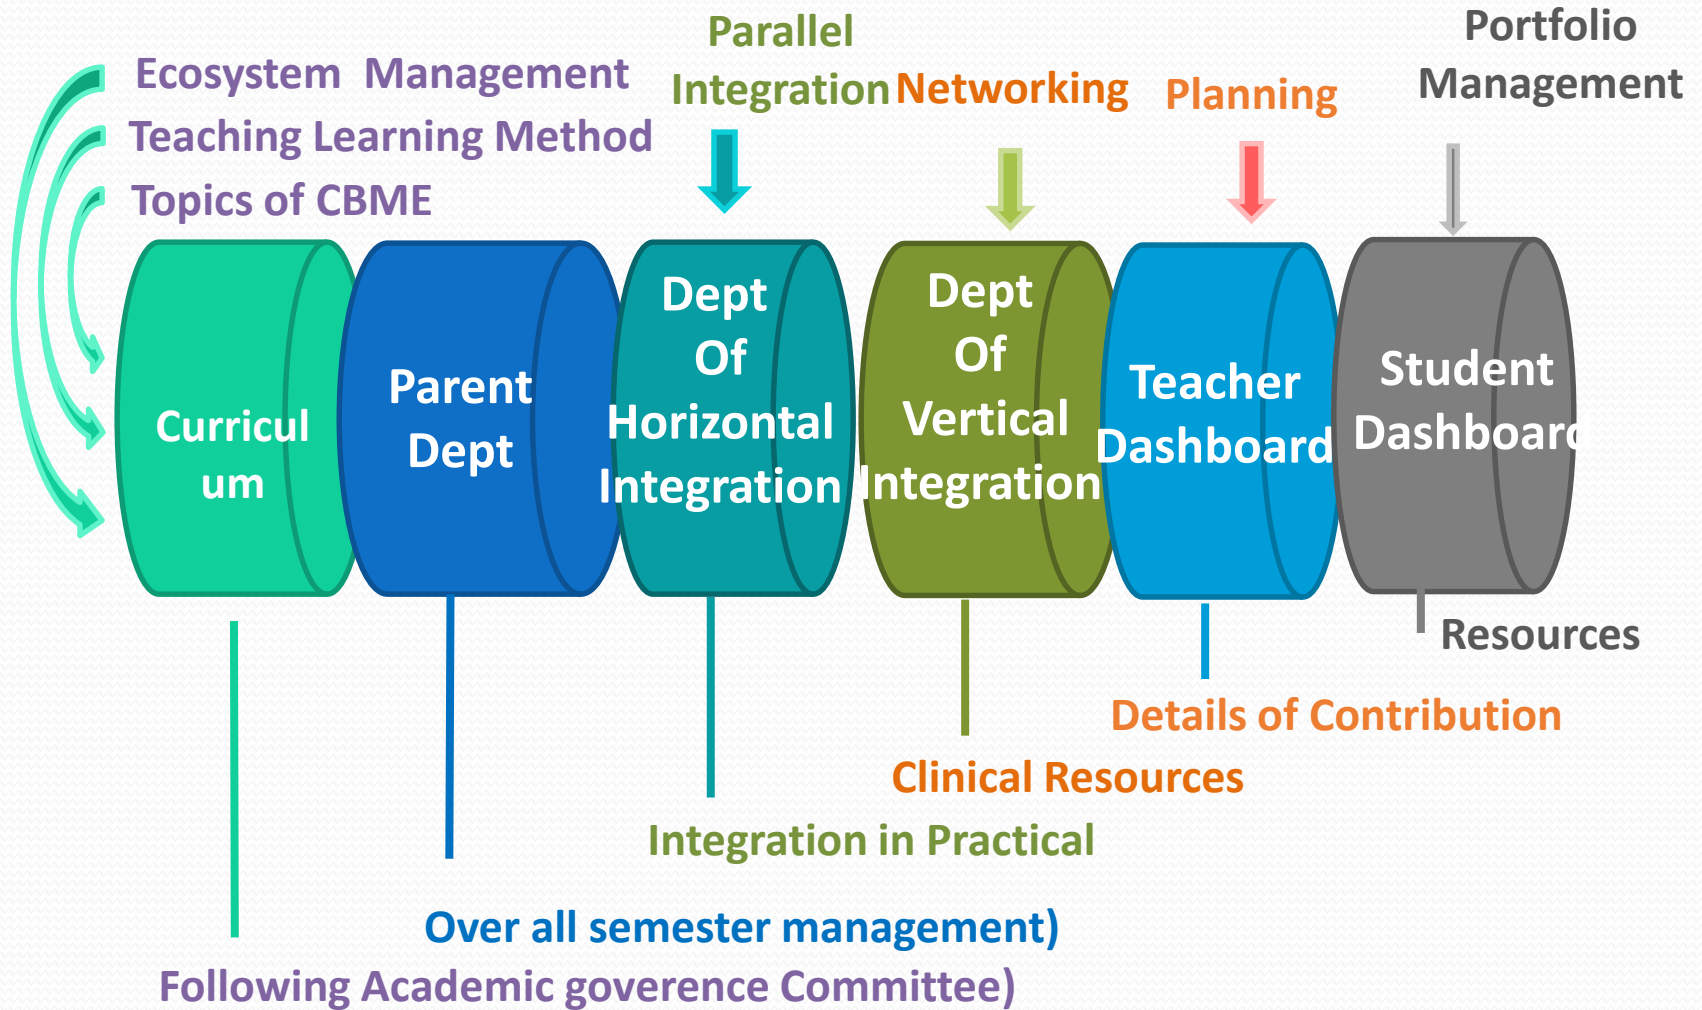 Ecosystem  Management
Teaching Learning Method
Topics of CBME
Parallel
Integration
Networking
Planning
Portfolio
Management
Curricul
um
Parent
Dept
Dept
Of
Horizontal
Integration
Dept
Of
Vertical
Integration
Teacher
Dashboard
Student
Dashboard
Resources
Details of Contribution
Clinical Resources
Integration in Practical
Over all semester management)
Following Academic goverence Committee)